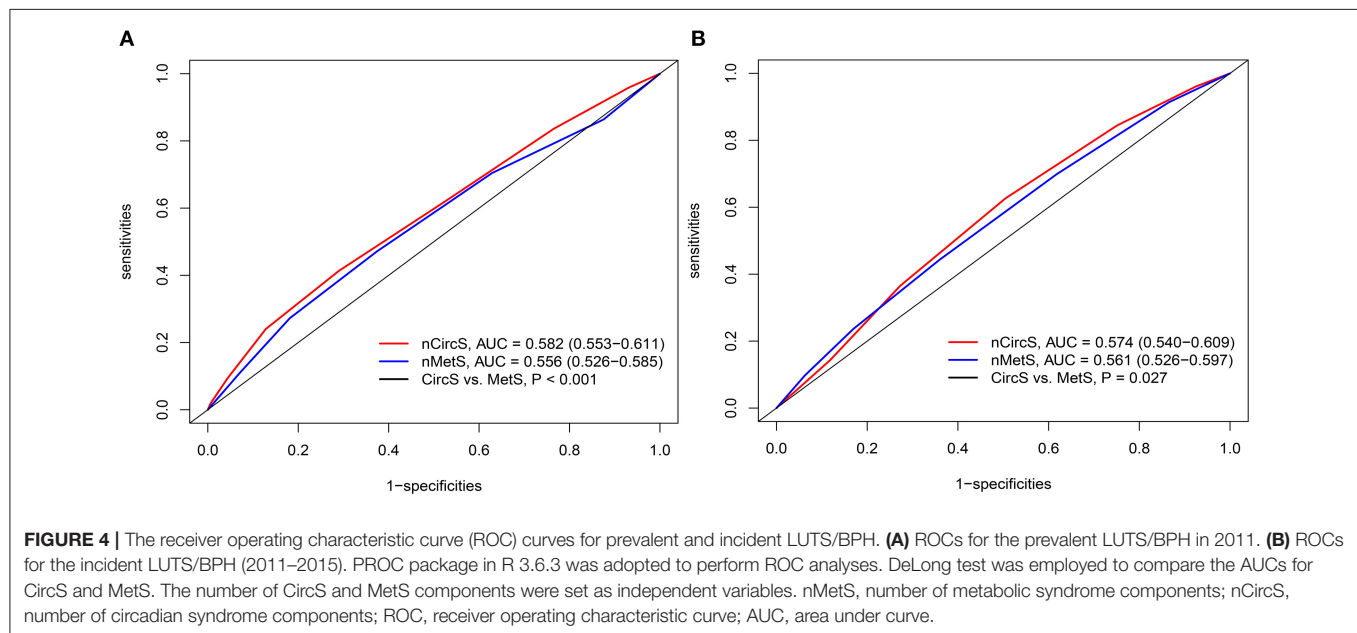 A
1.0
0.8
0.6
0.4
0.2
0.0
sensitivities
nCircS, AUC = 0.582 (0.553−0.611)
nMetS, AUC = 0.556 (0.526−0.585)
CircS vs. MetS, P < 0.001
0.0 0.2 0.4 0.6 0.8 1.0
1−specificities
B
1.0
0.8
0.6
0.4
0.2
0.0
sensitivities
nCircS, AUC = 0.574 (0.540−0.609)
nMetS, AUC = 0.561 (0.526−0.597)
CircS vs. MetS, P = 0.027
0.0 0.2 0.4 0.6 0.8 1.0
1−specificities
FIGURE 4 | The receiver operating characteristic curve (ROC) curves for prevalent and incident LUTS/BPH. (A) ROCs for the prevalent LUTS/BPH in 2011. (B) ROCs
for the incident LUTS/BPH (2011–2015). PROC package in R 3.6.3 was adopted to perform ROC analyses. DeLong test was employed to compare the AUCs for
CircS and MetS. The number of CircS and MetS components were set as independent variables. nMetS, number of metabolic syndrome components; nCircS,
number of circadian syndrome components; ROC, receiver operating characteristic curve; AUC, area under curve.